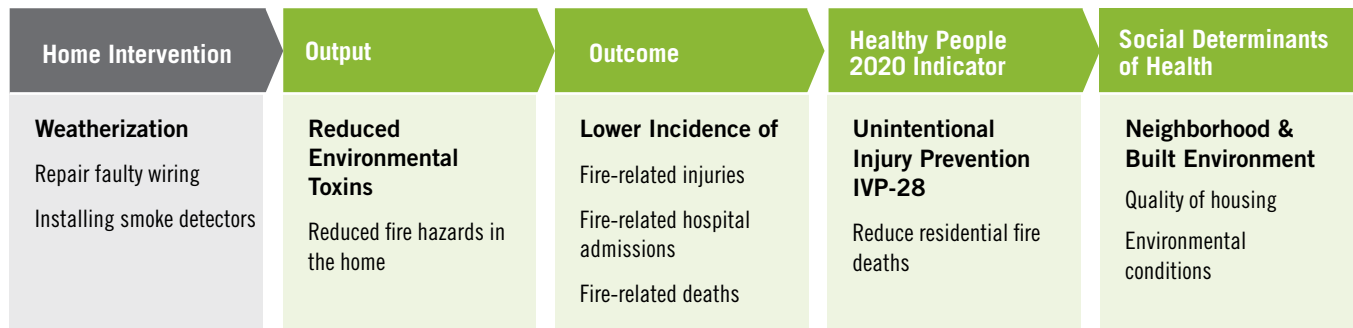 Home Intervention
Output
Outcome
Healthy People
2020 Indicator
Social Determinants
of Health
Weatherization
Repair faulty wiring
Installing smoke detectors
Reduced
Environmental
Toxins
Reduced fire hazards in
the home
Lower Incidence of
Fire-related injuries
Fire-related hospital
admissions
Fire-related deaths
Unintentional
Injury Prevention
IVP-28
Reduce residential fire
deaths
Neighborhood &
Built Environment
Quality of housing
Environmental
conditions